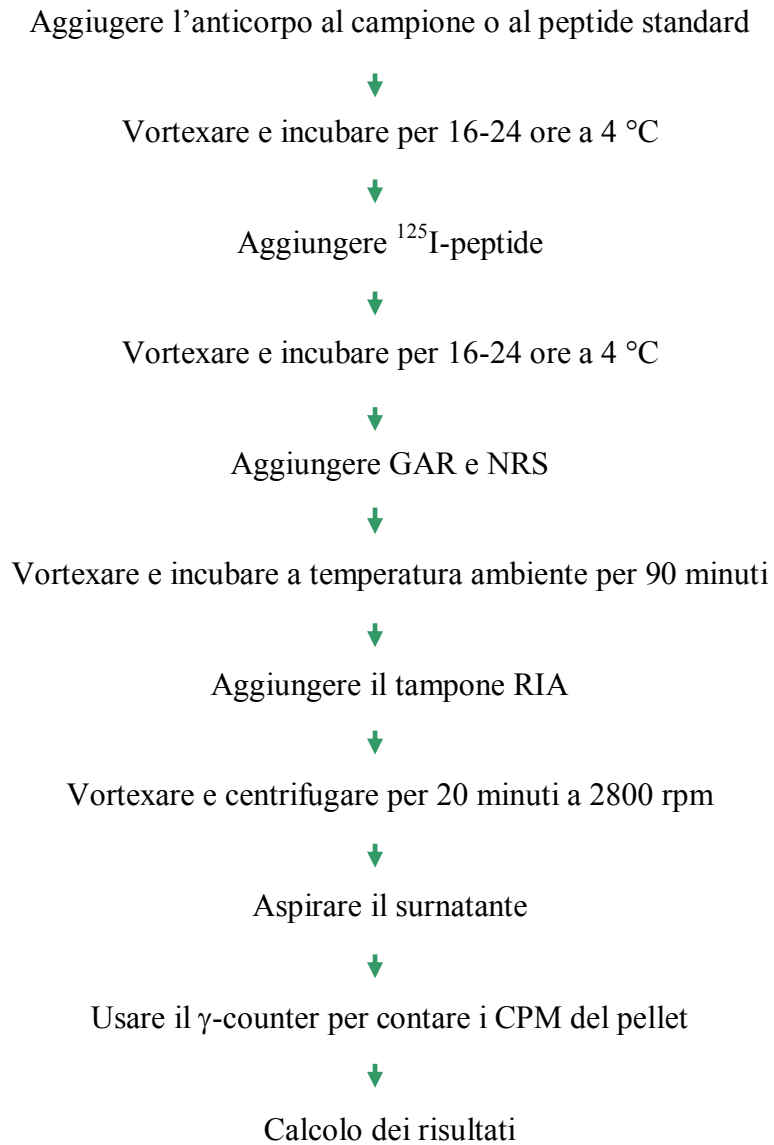 Aggiugere l’anticorpo al campione o al peptide standard
Vortexare e incubare per 16-24 ore a 4 °C
Aggiungere ¹²⁵I-peptide
Vortexare e incubare per 16-24 ore a 4 °C
Aggiungere GAR e NRS
Vortexare e incubare a temperatura ambiente per 90 minuti
Aggiungere il tampone RIA
Vortexare e centrifugare per 20 minuti a 2800 rpm
Aspirare il surnatante
Usare il γ-counter per contare i CPM del pellet
Calcolo dei risultati